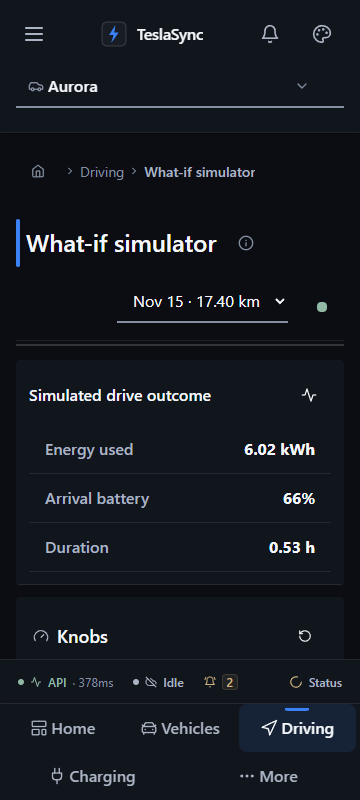 TeslaSync
Aurora
Driving
What-if simulator
What-if simulator
Nov 15 · 17.40 km
Simulated drive outcome
Energy used 6.02 kWh
Arrival battery 66%
Duration 0.53 h
Knobs
API · 378ms Idle 2 Status
Home Vehicles Driving
Charging More